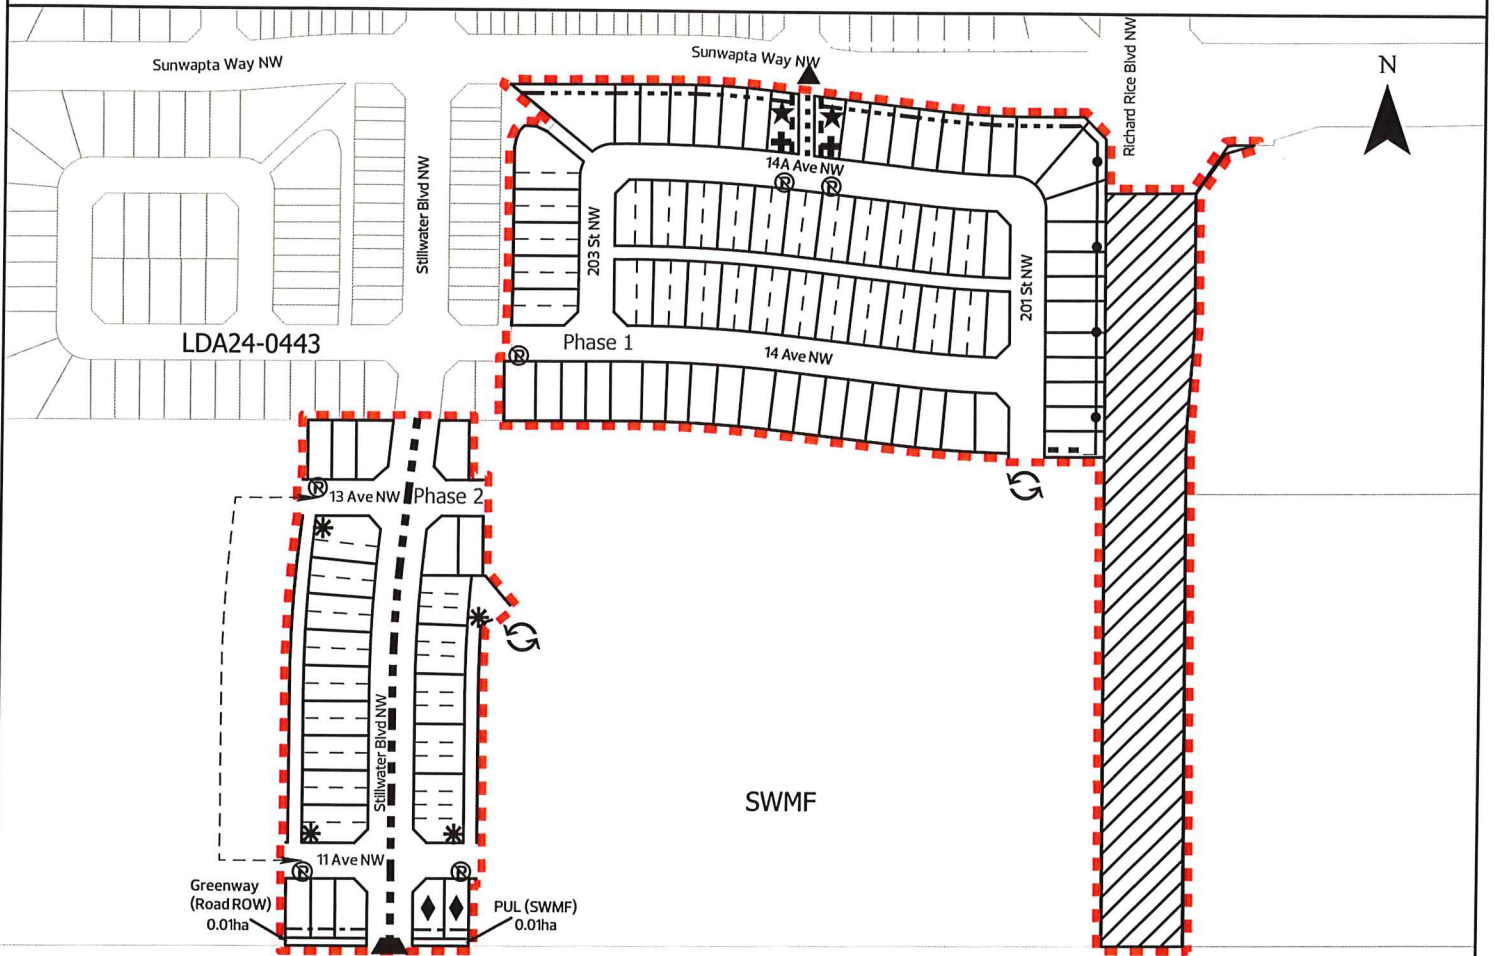 Sunwapta Way NW
Sunwapta Way NW
Richard Rice Blvd NW
N
Stillwater Blvd NW
14A Ave NW
R
R
203 St NW
201 St NW
LDA24-0443
Phase 1
14 Ave NW
R
R
13 Ave NW
Phase 2
Stillwater Blvd NW
SWMF
11 Ave NW
R
R
Greenway
(Road ROW)
0.01ha
PUL (SWMF)
0.01ha